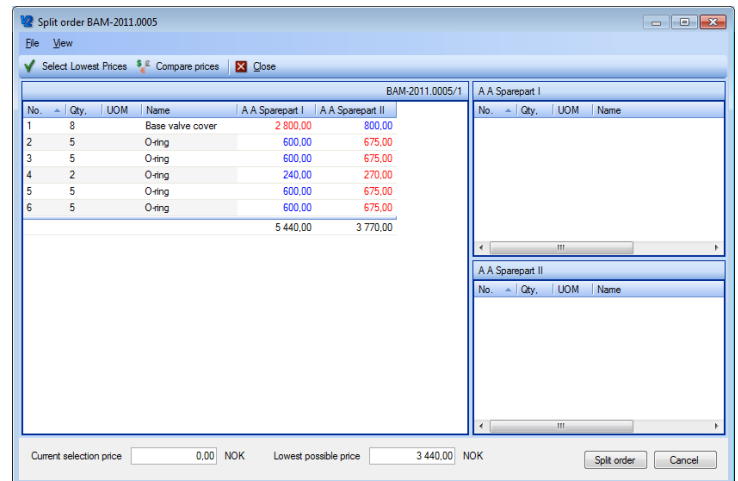 Split order BAM-2011.0005
File View
Select Lowest Prices Compare prices Close
BAM-2011.0005/1
No. Qty, UOM Name A A Sparepart I A A Sparepart II
1 8 Base valve cover 2 800,00 800,00
2 5 O-ring 600,00 675,00
3 5 O-ring 600,00 675,00
4 2 O-ring 240,00 270,00
5 5 O-ring 600,00 675,00
6 5 O-ring 600,00 675,00
5 440,00 3 770,00
A A Sparepart I
No. Qty, UOM Name
A A Sparepart II
No. Qty, UOM Name
Current selection price 0,00 NOK Lowest possible price 3 440,00 NOK
Split order Cancel